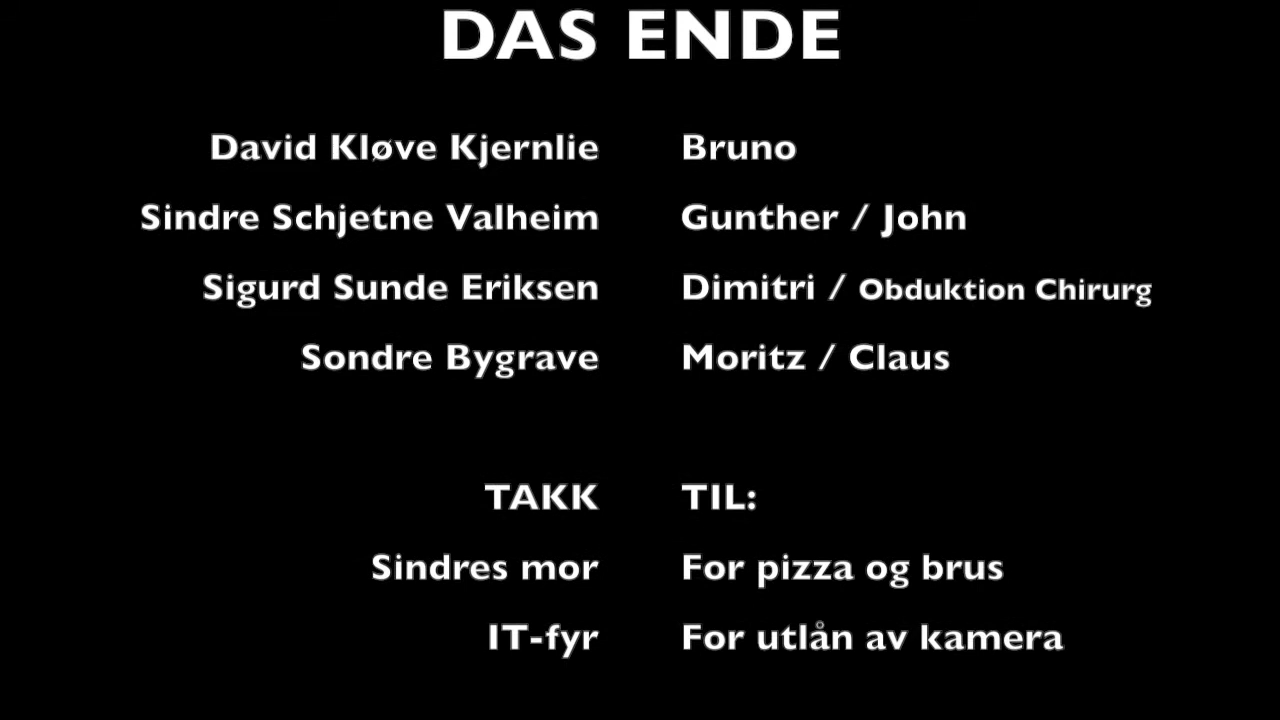 DAS ENDE
David Kløve Kjernlie Bruno
Sindre Schjetne Valheim Gunther / John
Sigurd Sunde Eriksen Dimitri / Obduktion Chirurg
Sondre Bygrave Moritz / Claus
TAKK TIL:
Sindres mor For pizza og brus
IT-fyr For utlån av kamera